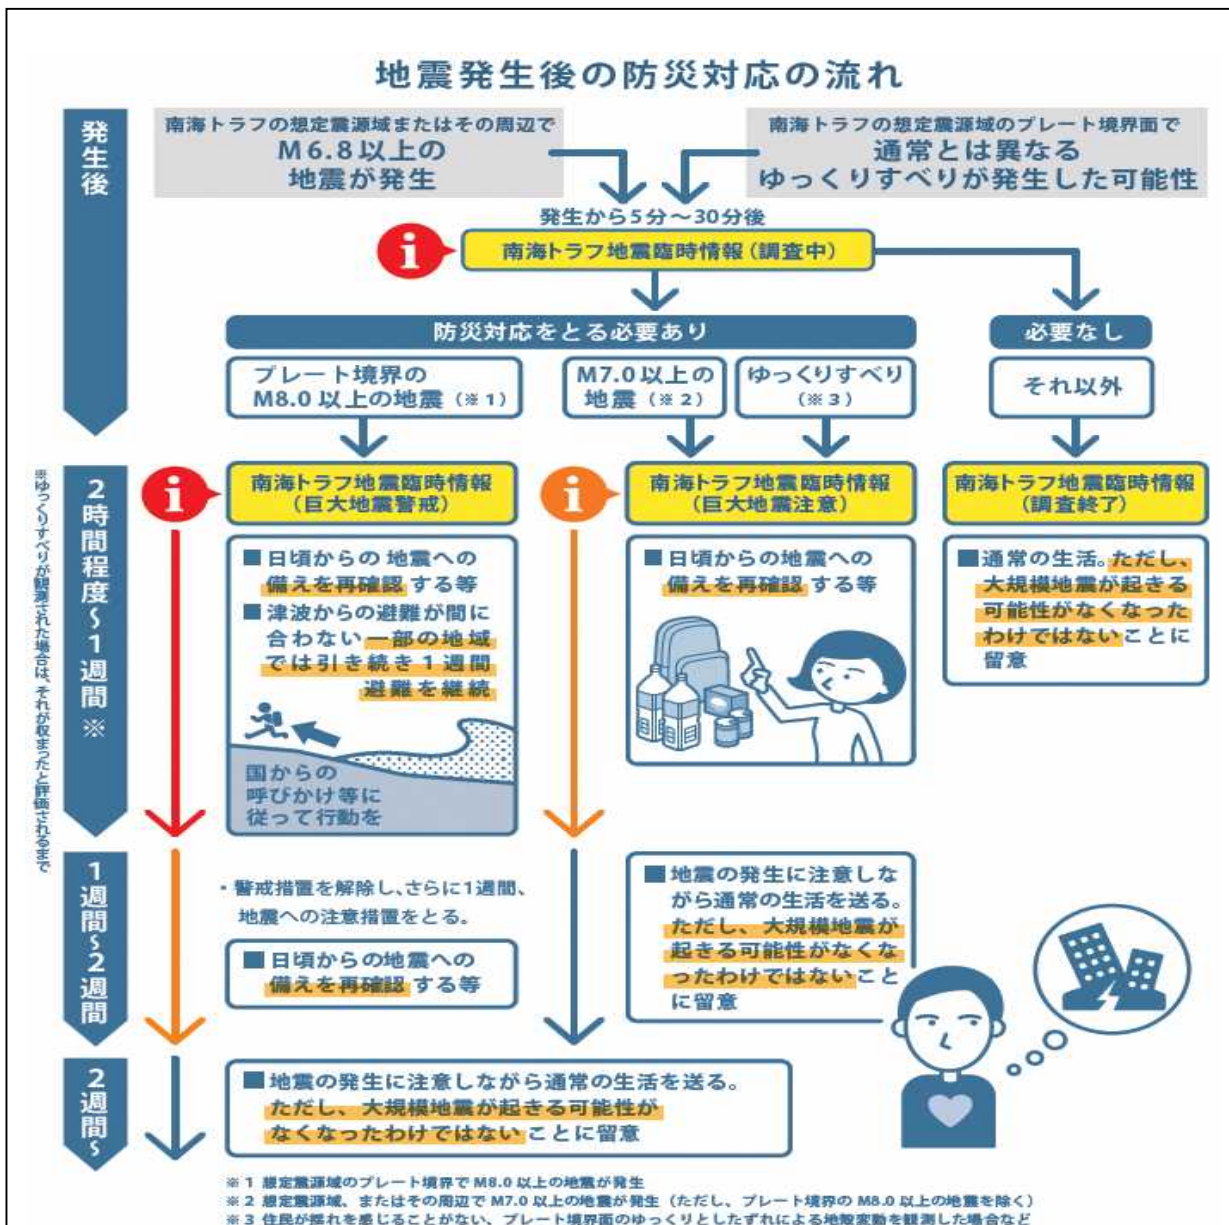 地震発生後の防災対応の流れ
発生後
南海トラフの想定震源域またはその周辺で
M6.8以上の
地震が発生
南海トラフの想定震源域のプレート境界面で
通常とは異なる
ゆっくりすべりが発生した可能性
発生から5分～30分後
i
南海トラフ地震臨時情報(調査中)
防災対応をとる必要あり
必要なし
プレート境界の
M8.0以上の地震(※1)
M7.0以上の
地震(※2)
ゆっくりすべり
(※3)
それ以外
2時間程度～1週間※
※ゆっくりすべりが観測された場合は、それが収まったと評価されるまで
i
南海トラフ地震臨時情報
(巨大地震警戒)
i
南海トラフ地震臨時情報
(巨大地震注意)
南海トラフ地震臨時情報
(調査終了)
■日頃からの 地震への
備えを再確認 する等
■津波からの避難が間に
合わない 一部の地域
では引き続き1週間
避難を継続
国からの
呼びかけ等に
従って行動を
■日頃からの地震への
備えを再確認 する等
■通常の生活。ただし、
大規模地震が起きる
可能性がなくなった
わけではない ことに
留意
1週間～2週間
・警戒措置を解除し、さらに1週間、
地震への注意措置をとる。
■日頃からの地震への
備えを再確認 する等
■地震の発生に注意しな
がら通常の生活を送る。
ただし、大規模地震が
起きる可能性がなくな
ったわけではない こと
に留意
2週間～
■地震の発生に注意しながら通常の生活を送る。
ただし、大規模地震が起きる可能性が
なくなったわけではない ことに留意
※1 想定震源域のプレート境界でM8.0以上の地震が発生
※2 想定震源域、またはその周辺でM7.0以上の地震が発生(ただし、プレート境界のM8.0以上の地震を除く)
※3 住民が揺れを感じることがない、プレート境界面のゆっくりとしたずれによる地殻変動を観測した場合など